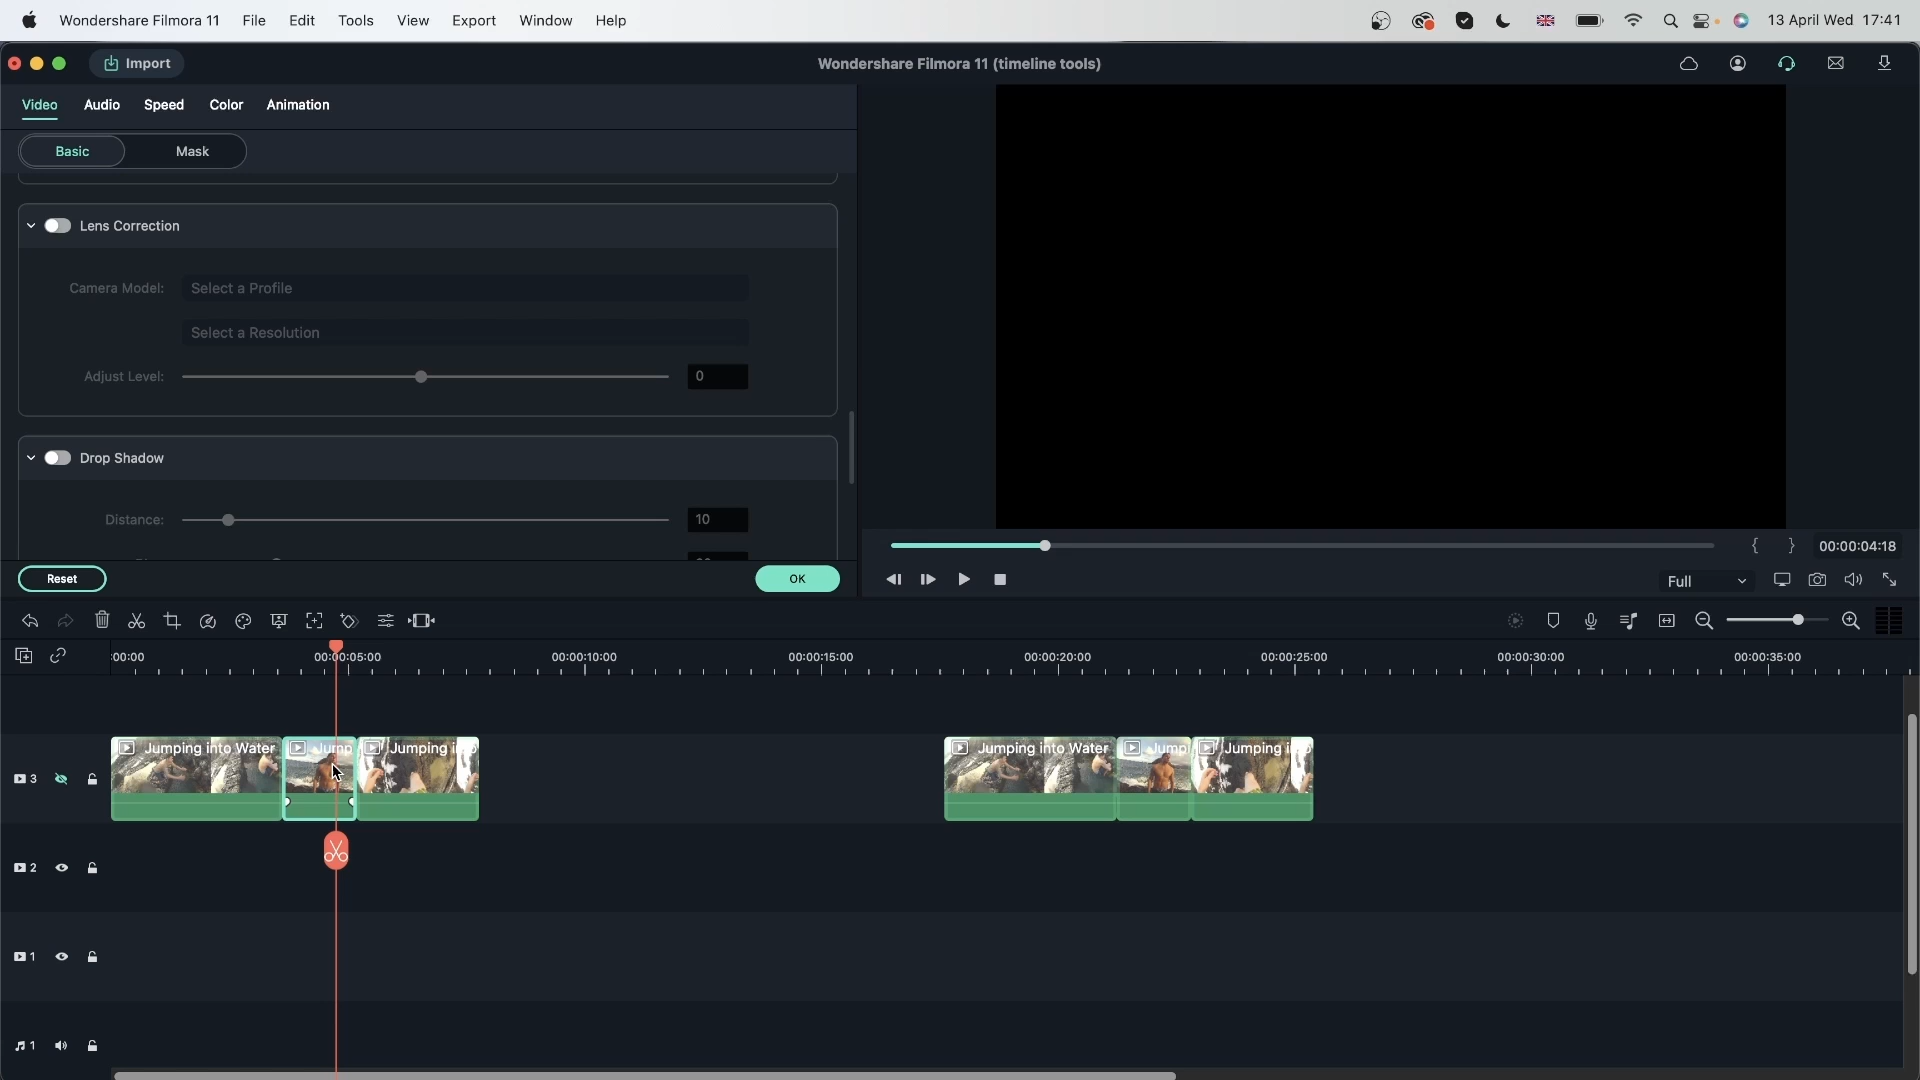 Wondershare Filmora 11 File Edit Tools View Export Window Help 13 April Wed 17:41
Import Wondershare Filmora 11 (timeline tools)
Video Audio Speed Color Animation
Basic Mask
Lens Correction
Camera Model: Select a Profile
Select a Resolution
Adjust Level: 0
Drop Shadow
Distance: 10
00:00:04:18
Reset OK
Full
:00:00 00:00:05:00 00:00:10:00 00:00:15:00 00:00:20:00 00:00:25:00 00:00:30:00 00:00:35:00
Jumping into Water Jump Jumping i Jumping into Water Jumpi Jumping i
3
2
1
1